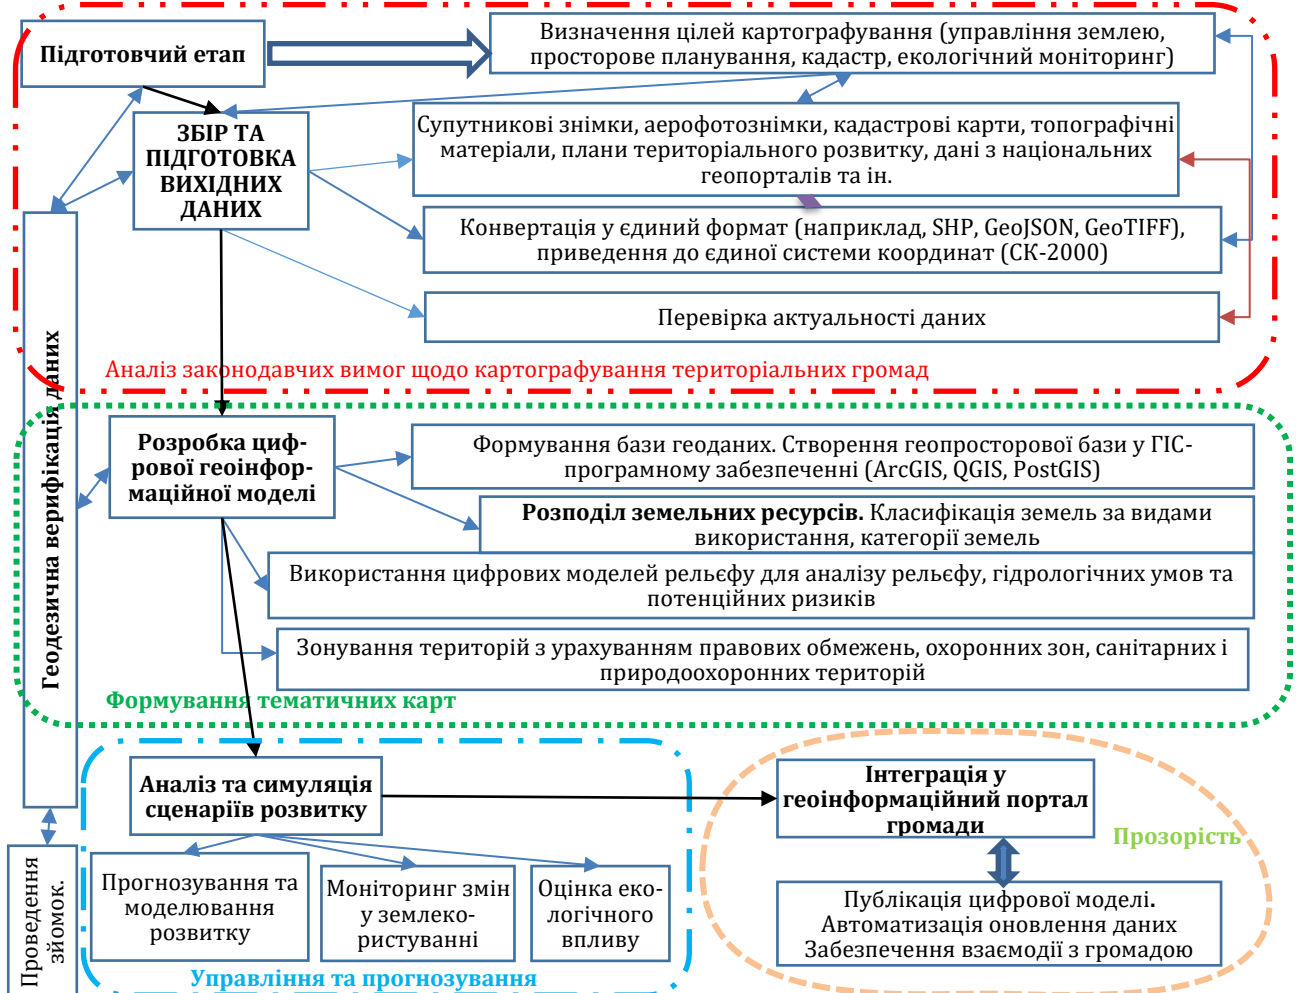 Підготовчий етап
Визначення цілей картографування (управління землею,
просторове планування, кадастр, екологічний моніторинг)
ЗБІР ТА
ПІДГОТОВКА
ВИХІДНИХ
ДАНИХ
Супутникові знімки, аерофотознімки, кадастрові карти, топографічні
матеріали, плани територіального розвитку, дані з національних
геопорталів та ін.
Конвертація у єдиний формат (наприклад, SHP, GeoJSON, GeoTIFF),
приведення до єдиної системи координат (СК-2000)
Перевірка актуальності даних
Аналіз законодавчих вимог щодо картографування територіальних громад
Геодезична верифікація даних
Розробка циф-
рової геоінфор-
маційної моделі
Формування бази геоданих. Створення геопросторової бази у ГІС-
програмному забезпеченні (ArcGIS, QGIS, PostGIS)
Розподіл земельних ресурсів. Класифікація земель за видами
використання, категорії земель
Використання цифрових моделей рельєфу для аналізу рельєфу, гідрологічних умов та
потенційних ризиків
Зонування територій з урахуванням правових обмежень, охоронних зон, санітарних і
природоохоронних територій
Формування тематичних карт
Аналіз та симуляція
сценаріїв розвитку
Інтеграція у
геоінформаційний портал
громади
Прозорість
Проведення
зйомок.
Прогнозування та
моделювання
розвитку
Моніторинг змін
у землеко-
ристуванні
Оцінка еко-
логічного
впливу
Публікація цифрової моделі.
Автоматизація оновлення даних
Забезпечення взаємодії з громадою
Управління та прогнозування